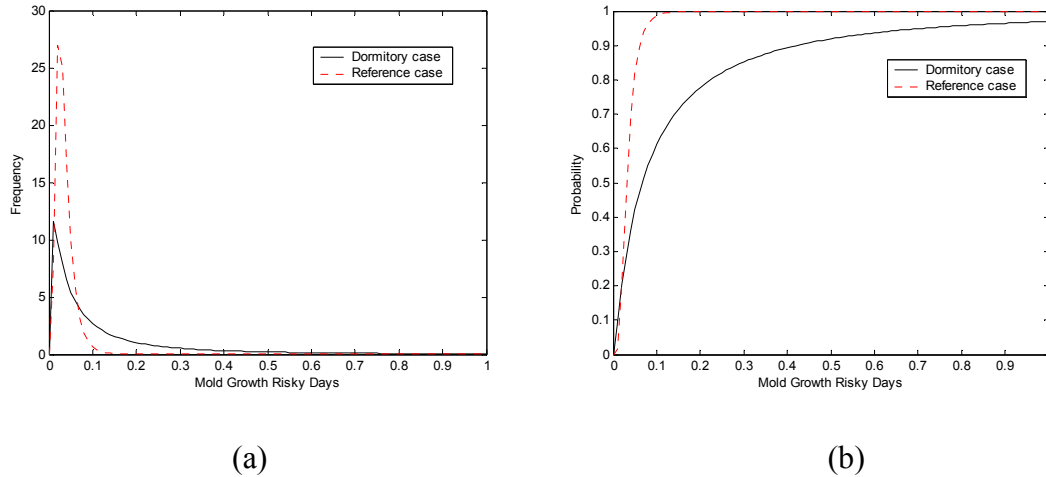 30
25
20
15
10
5
0
Frequency
0 0.1 0.2 0.3 0.4 0.5 0.6 0.7 0.8 0.9 1
Mold Growth Risky Days
Dormitory case
Reference case
(a)
1
0.9
0.8
0.7
0.6
0.5
0.4
0.3
0.2
0.1
0
Probability
0 0.1 0.2 0.3 0.4 0.5 0.6 0.7 0.8 0.9
Mold Growth Risky Days
Dormitory case
Reference case
(b)